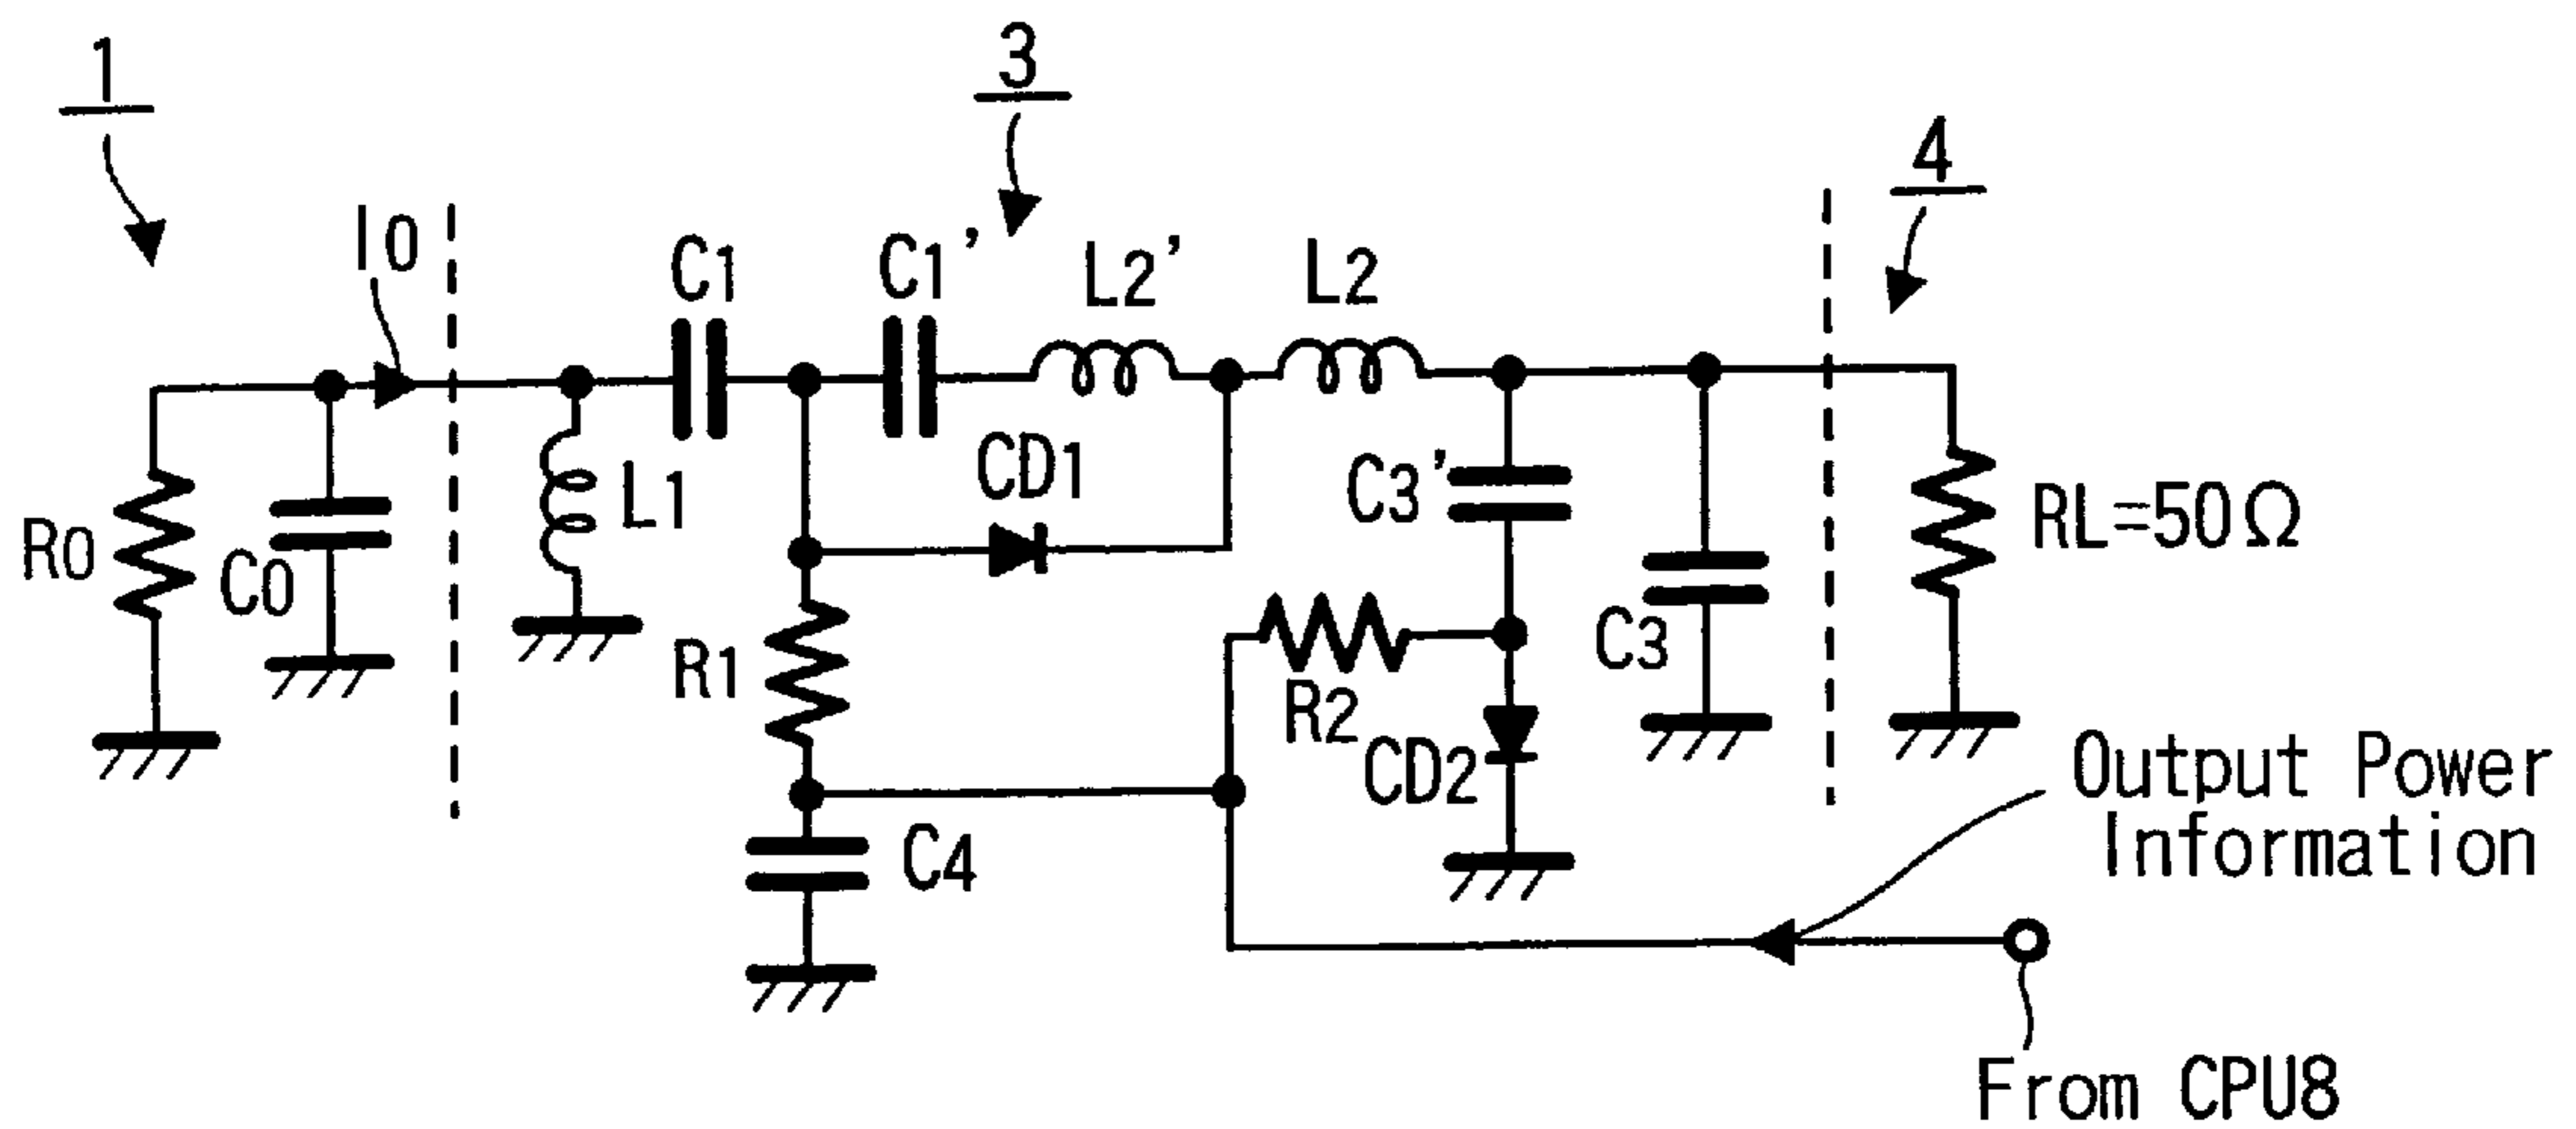 1
3
4
I0
C1
C1'
L2'
L2
R0
C0
L1
CD1
C3'
RL=50Ω
R1
R2
C3
CD2
C4
Output Power
Information
From CPU8